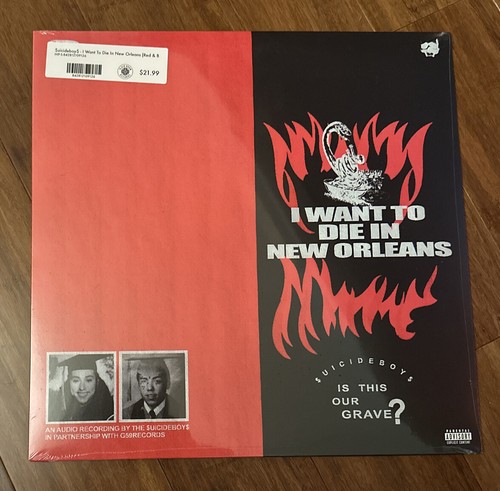 $uicideboy$ - I Want To Die In New Orleans [Red & B
$21.99
I WANT TO
DIE IN
NEW ORLEANS
$UICIDEBOY$
IS THIS
OUR
GRAVE?
AN AUDIO RECORDING BY THE $UICIDEBOY$
IN PARTNERSHIP WITH G59RECORDS
PARENTAL
ADVISORY
EXPLICIT CONTENT